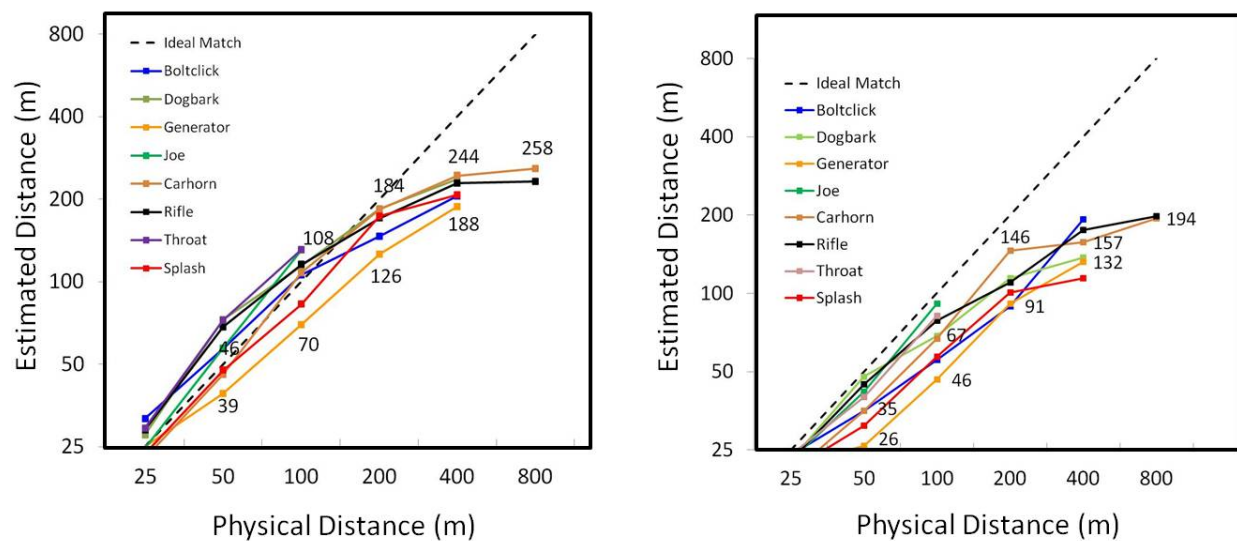 Estimated Distance (m)
800
400
200
100
50
25
Ideal Match
Boltclick
Dogbark
Generator
Joe
Carhorn
Rifle
Throat
Splash
46
39
108
70
184
126
244
188
258
25 50 100 200 400 800
Physical Distance (m)
Estimated Distance (m)
800
400
200
100
50
25
Ideal Match
Boltclick
Dogbark
Generator
Joe
Carhorn
Rifle
Throat
Splash
35
26
67
46
146
91
157
132
194
25 50 100 200 400 800
Physical Distance (m)